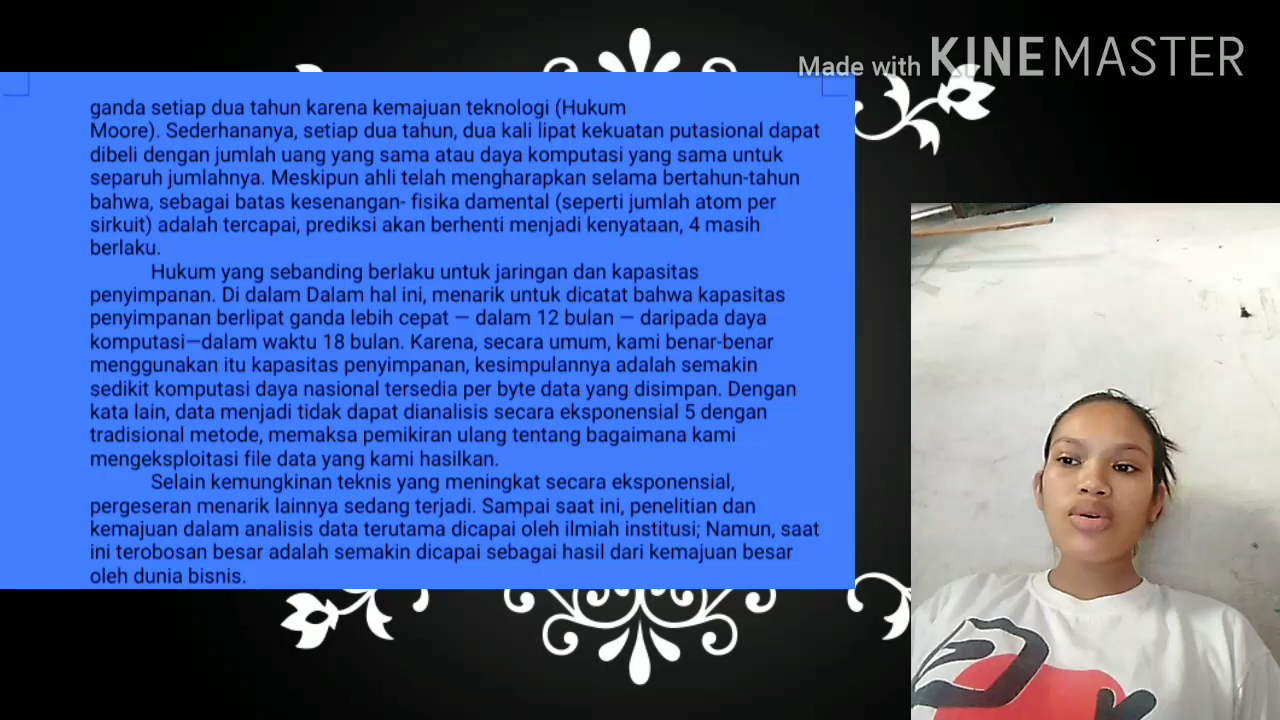 Made with KINEMASTER
ganda setiap dua tahun karena kemajuan teknologi (Hukum
Moore). Sederhananya, setiap dua tahun, dua kali lipat kekuatan putasional dapat
dibeli dengan jumlah uang yang sama atau daya komputasi yang sama untuk
separuh jumlahnya. Meskipun ahli telah mengharapkan selama bertahun-tahun
bahwa, sebagai batas kesenangan- fisika damental (seperti jumlah atom per
sirkuit) adalah tercapai, prediksi akan berhenti menjadi kenyataan, 4 masih
berlaku.
Hukum yang sebanding berlaku untuk jaringan dan kapasitas
penyimpanan. Di dalam Dalam hal ini, menarik untuk dicatat bahwa kapasitas
penyimpanan berlipat ganda lebih cepat — dalam 12 bulan — daripada daya
komputasi—dalam waktu 18 bulan. Karena, secara umum, kami benar-benar
menggunakan itu kapasitas penyimpanan, kesimpulannya adalah semakin
sedikit komputasi daya nasional tersedia per byte data yang disimpan. Dengan
kata lain, data menjadi tidak dapat dianalisis secara eksponensial 5 dengan
tradisional metode, memaksa pemikiran ulang tentang bagaimana kami
mengeksploitasi file data yang kami hasilkan.
Selain kemungkinan teknis yang meningkat secara eksponensial,
pergeseran menarik lainnya sedang terjadi. Sampai saat ini, penelitian dan
kemajuan dalam analisis data terutama dicapai oleh ilmiah institusi; Namun, saat
ini terobosan besar adalah semakin dicapai sebagai hasil dari kemajuan besar
oleh dunia bisnis.